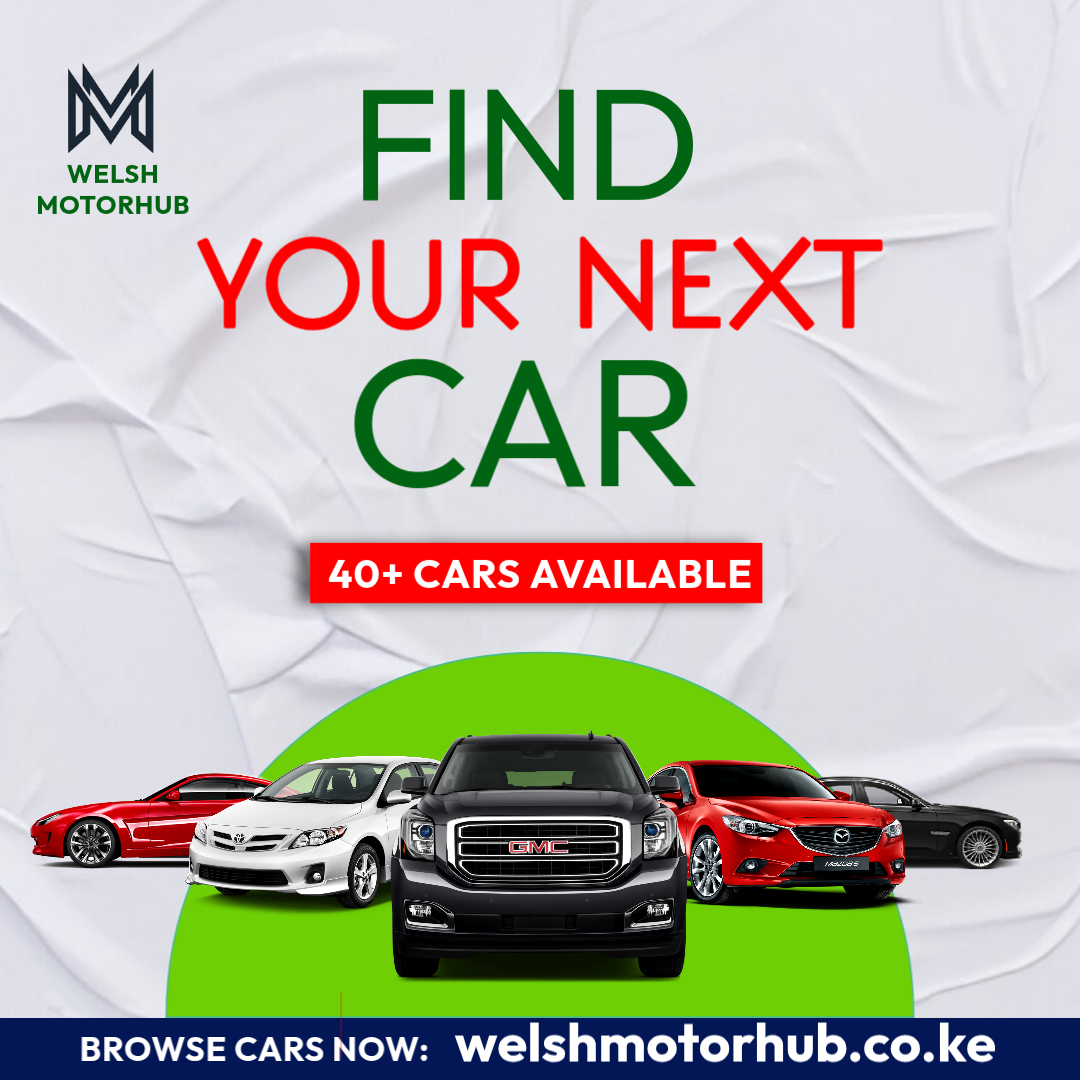 WELSH
MOTORHUB
FIND
YOUR NEXT
CAR
40+ CARS AVAILABLE
GMC
BROWSE CARS NOW: welshmotorhub.co.ke